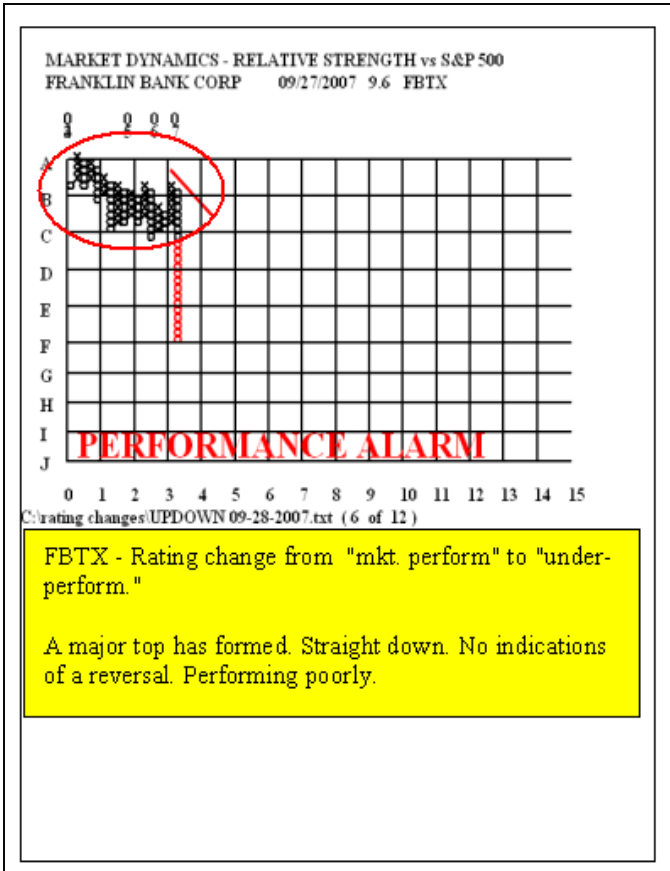 MARKET DYNAMICS - RELATIVE STRENGTH vs S&P 500
FRANKLIN BANK CORP 09/27/2007 9.6 FBTX
A
B
C
D
E
F
G
H
I
J
PERFORMANCE ALARM
0 1 2 3 4 5 6 7 8 9 10 11 12 13 14 15
C:\rating changes\UPDOWN 09-28-2007.txt ( 6 of 12 )
FBTX - Rating change from "mkt. perform" to "under-
perform."
A major top has formed. Straight down. No indications
of a reversal. Performing poorly.